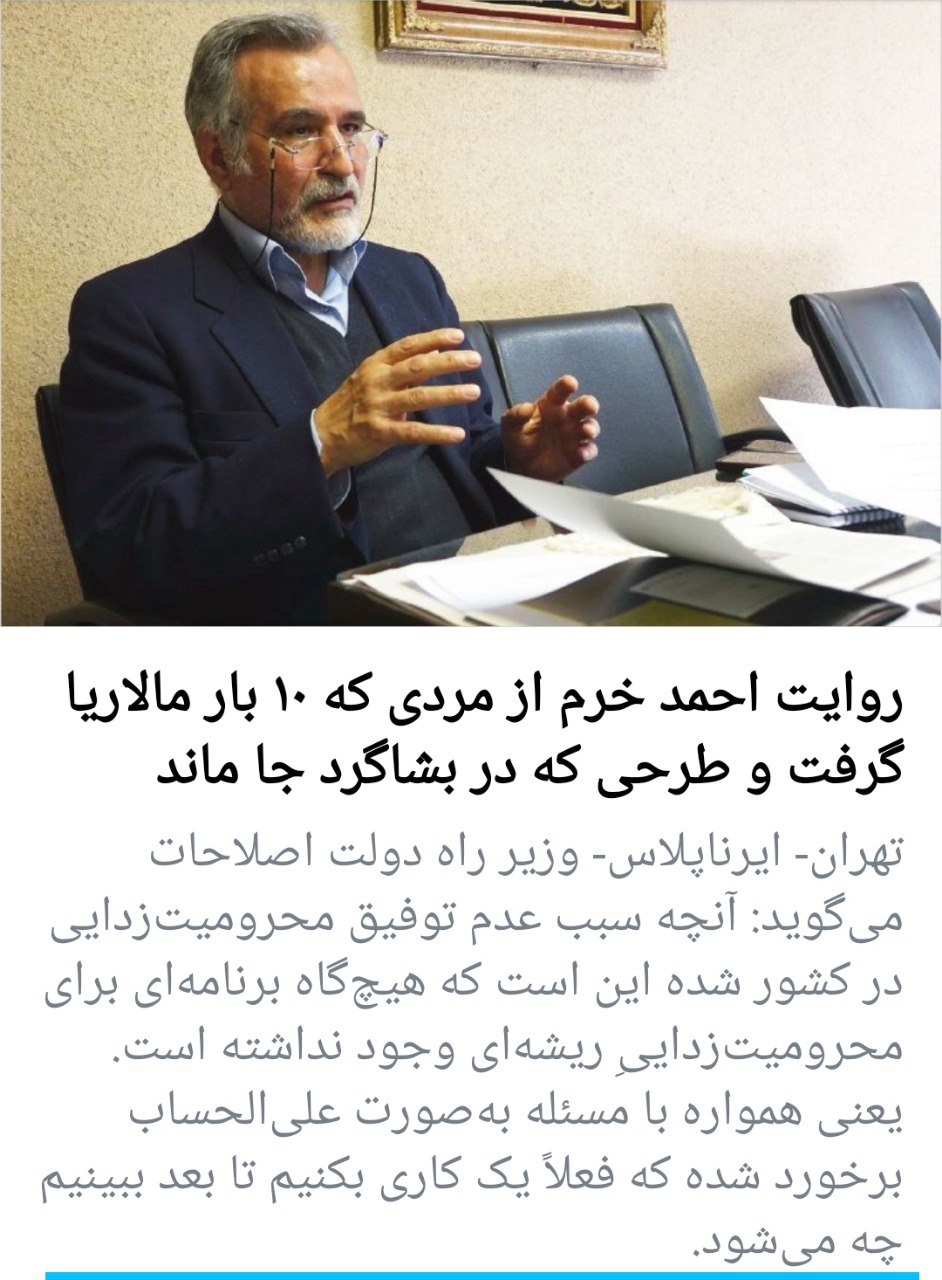 روایت احمد خرم از مردی که ۱۰ بار مالاریا
گرفت و طرحی که در بشاگرد جا ماند
تهران- ایرناپلاس- وزیر راه دولت اصلاحات
می‌گوید: آنچه سبب عدم توفیق محرومیت‌زدایی
در کشور شده این است که هیچ‌گاه برنامه‌ای برای
محرومیت‌زداییِ ریشه‌ای وجود نداشته است.
یعنی همواره با مسئله به‌صورت علی‌الحساب
برخورد شده که فعلاً یک کاری بکنیم تا بعد ببینیم
چه می‌شود.